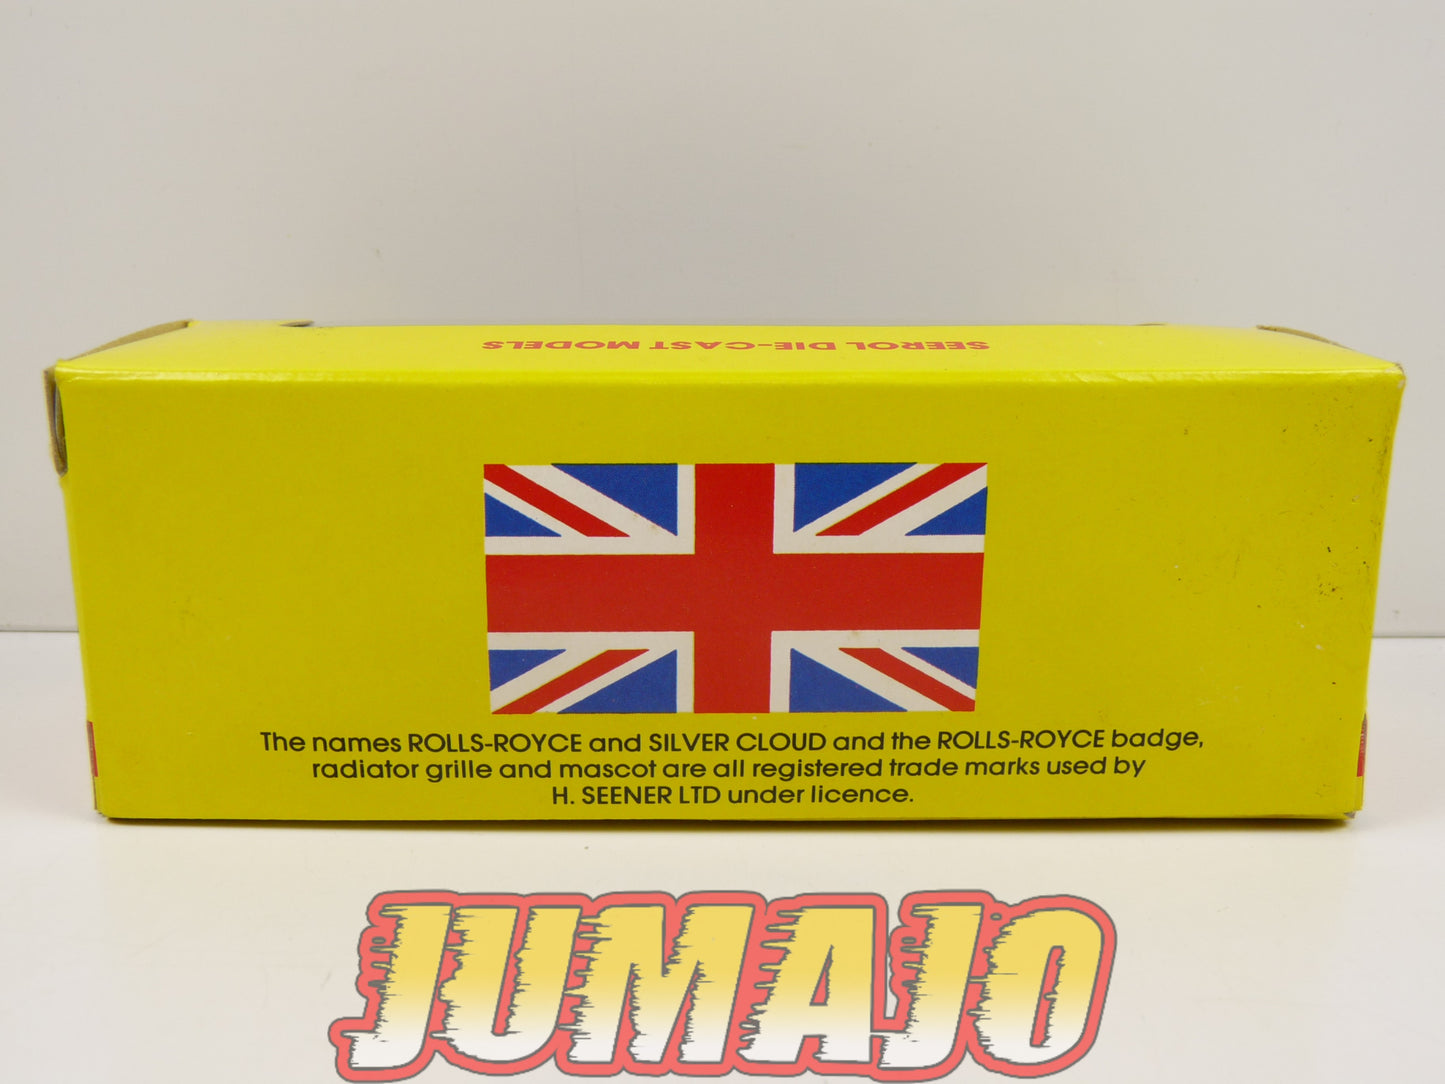 SEEROL DIE-CAST MODELS
The names ROLLS-ROYCE and SILVER CLOUD and the ROLLS-ROYCE badge,
radiator grille and mascot are all registered trade marks used by
H. SEENER LTD under licence.
JUMAJO